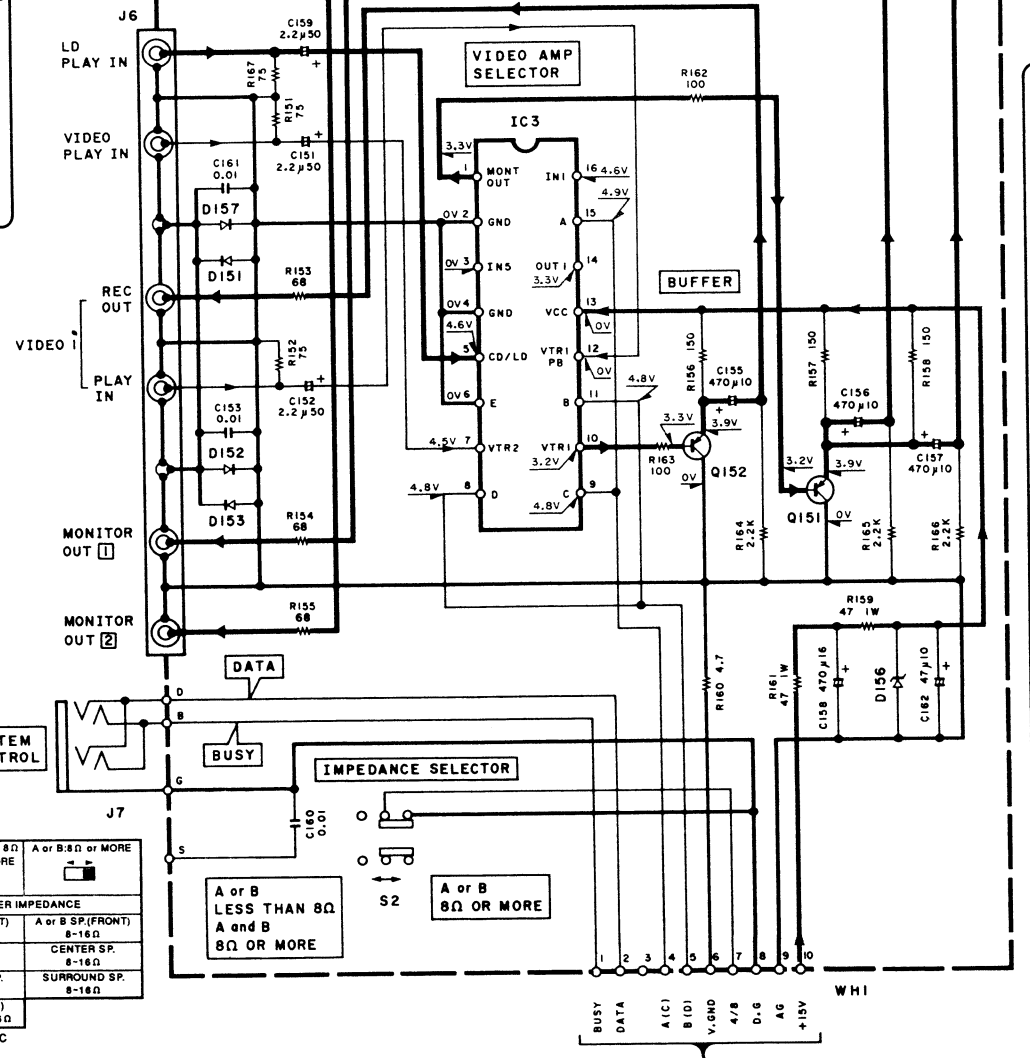 J6
LD
PLAY IN
C159
2.2µ50
+
R167
75
R151
75
VIDEO
PLAY IN
+
C151
2.2µ50
C161
0.01
D157
D151
REC
OUT
R153
68
VIDEO 1
PLAY
IN
R152
75
+
C152
2.2µ50
C153
0.01
D152
D153
MONITOR
OUT 1
R154
68
MONITOR
OUT 2
R155
68
VIDEO AMP
SELECTOR
R162
100
IC3
3.3V
1
MONT
OUT
IN1
16
4.6V
4.9V
0V 2
GND
A
15
0V 3
IN5
OUT1
14
3.3V
0V 4
GND
VCC
13
0V
4.6V
5
CD/LD
VTR1
PB
12
0V
0V 6
E
B
11
4.8V
4.5V 7
VTR2
VTR1
10
3.2V
4.8V
8
D
C
9
4.8V
BUFFER
R156 150
C155
470µ10
+
3.3V
3.9V
R163
100
0V
Q152
R164
2.2K
R157 150
R158 150
C156
470µ10
+
+
C157
470µ10
3.2V
3.9V
Q151
0V
R165
2.2K
R166
2.2K
R159
47 1W
R160 4.7
R161
47 1W
C158 470µ16
+
D156
C162 47µ10
+
DATA
D
B
BUSY
TEM
TROL
G
J7
S
C160
0.01
IMPEDANCE SELECTOR
S2
A or B
LESS THAN 8Ω
A and B
8Ω OR MORE
A or B
8Ω OR MORE
8Ω
RE
A or B:8Ω or MORE
ER IMPEDANCE
T)
A or B SP.(FRONT)
8-16Ω
CENTER SP.
8-16Ω
P.
SURROUND SP.
8-16Ω
)
Ω
C
1
2
3
4
5
6
7
8
9
10
WH1
BUSY
DATA
A(C)
B(D)
V.GND
4/8
D.G
AG
+15V